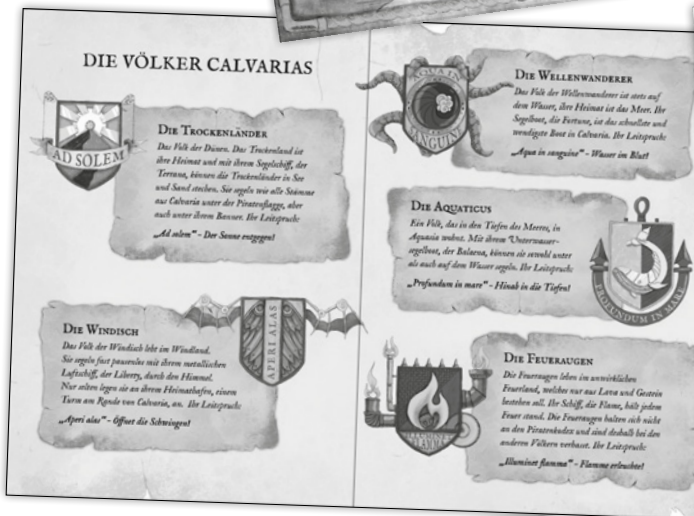 DIE VÖLKER CALVARIAS
AD SOLEM
DIE TROCKENLÄNDER
Das Volk der Dünen. Das Trockenland ist
ihre Heimat und mit ihrem Segelschiff, der
Terrana, können die Trockenländer in See
und Sand stechen. Sie segeln wie alle Stämme
aus Calvaria unter der Piratenflagge, aber
auch unter ihrem Banner. Ihr Leitspruch:
„Ad solem“ – Der Sonne entgegen!
DIE WINDISCH
Das Volk der Windisch lebt im Windland.
Sie segeln fast pausenlos mit ihrem metallischen
Luftschiff, der Liberty, durch den Himmel.
Nur selten legen sie an ihrem Heimathafen, einem
Turm am Rande von Calvaria, an. Ihr Leitspruch:
„Aperi alas“ – Öffnet die Schwingen!
APERI ALAS
AQUA IN
SANGUINE
DIE WELLENWANDERER
Das Volk der Wellenwanderer ist stets auf
dem Wasser, ihre Heimat ist das Meer. Ihr
Segelboot, die Fortune, ist das schnellste und
wendigste Boot in Calvaria. Ihr Leitspruch:
„Aqua in sanguine“ – Wasser im Blut!
DIE AQUATICUS
Ein Volk, das in den Tiefen des Meeres, in
Aquasia wohnt. Mit ihrem Unterwasser-
segelboot, der Balaena, können sie sowohl unter
als auch auf dem Wasser segeln. Ihr Leitspruch:
„Profundum in mare“ – Hinab in die Tiefen!
PROFUNDUM IN MARE
DIE FEUERAUGEN
Die Feueraugen leben im unwirklichen
Feuerland, welches nur aus Lava und Gestein
bestehen soll. Ihr Schiff, die Flame, hält jedem
Feuer stand. Die Feueraugen halten sich nicht
an den Piratenkodex und sind deshalb bei den
anderen Völkern verhasst. Ihr Leitspruch:
„Illuminet flamma“ – Flamme erleuchte!